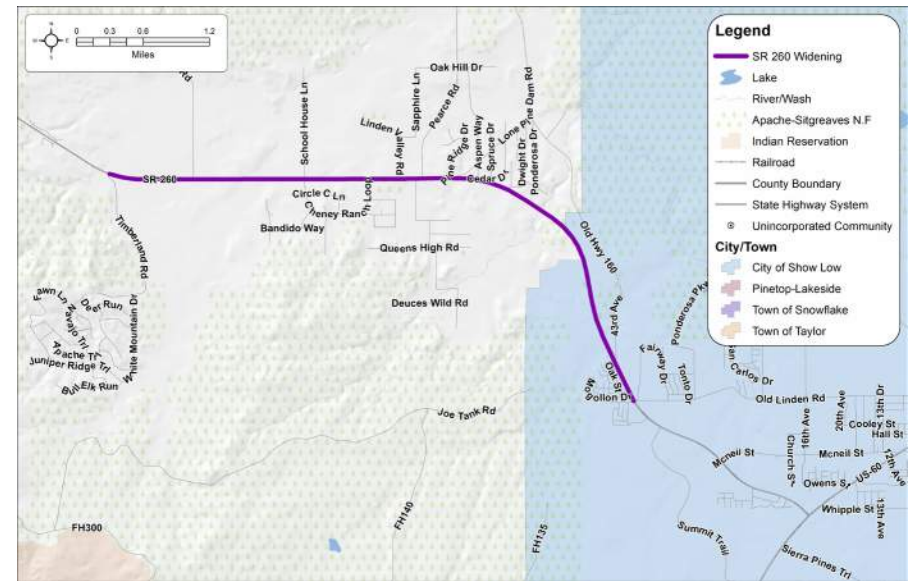 N
W E
S
0 0.3 0.6 1.2
Miles
Legend
SR 260 Widening
Lake
River/Wash
Apache-Sitgreaves N.F
Indian Reservation
Railroad
County Boundary
State Highway System
Unincorporated Community
City/Town
City of Show Low
Pinetop-Lakeside
Town of Snowflake
Town of Taylor
Rd
Oak Hill Dr
School House Ln
Linden Valley Rd
Sapphire Ln
Pearce Rd
Pine Ridge Dr
Aspen Way
Spruce Dr
Lone Pine Dam Rd
Dwight Dr
Ponderosa Dr
SR 260
Cedar Dr
Circle C Ln
Cheney Ranch Loop
Bandido Way
Timberland Rd
Queens High Rd
Old Hwy 160
Deuces Wild Rd
43rd Ave
Ponderosa Pkwy
Fawn Ln
Deer Run
Navajo Trl
White Mountain Dr
Apache Trl
Juniper Ridge Trl
Bull Elk Run
Fairway Dr
Tonto Dr
Carlos Dr
Oak St
Mogollon Dr
Old Linden Rd
Joe Tank Rd
16th Ave
20th Ave
13th Dr
Cooley St
Hall St
Mcneil St
Mcneil St
Church St
12th Ave
Owens St
US-60
Whipple St
13th Ave
FH300
FH140
FH135
Summit Trail
Sierra Pines Trl